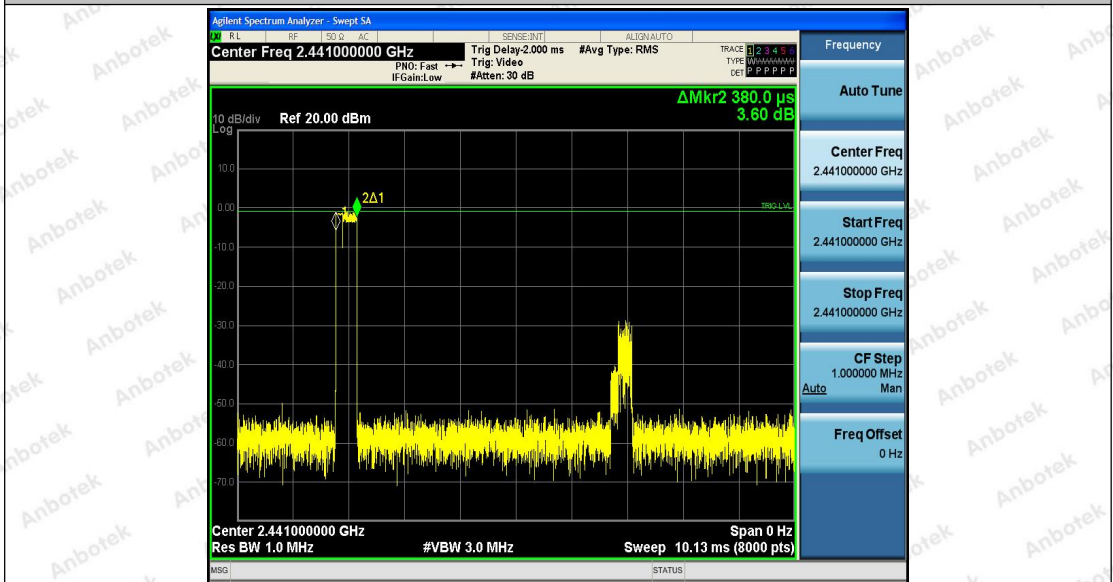 Agilent Spectrum Analyzer - Swept SA
LXI RL RF 50 Ω AC SENSE:INT ALIGNAUTO
Center Freq 2.441000000 GHz
PNO: Fast
IFGain:Low
Trig Delay-2.000 ms #Avg Type: RMS
Trig: Video
#Atten: 30 dB
TRACE 1 2 3 4 5 6
TYPE WWWWWW
DET P P P P P P
ΔMkr2 380.0 µs
3.60 dB
10 dB/div Ref 20.00 dBm
Log
10.0
0.00
-10.0
-20.0
-30.0
-40.0
-50.0
-60.0
-70.0
2Δ1
TRIG LVL
Center 2.441000000 GHz Span 0 Hz
Res BW 1.0 MHz #VBW 3.0 MHz Sweep 10.13 ms (8000 pts)
MSG STATUS
Frequency
Auto Tune
Center Freq
2.441000000 GHz
Start Freq
2.441000000 GHz
Stop Freq
2.441000000 GHz
CF Step
1.000000 MHz
Auto Man
Freq Offset
0 Hz
Anbotek